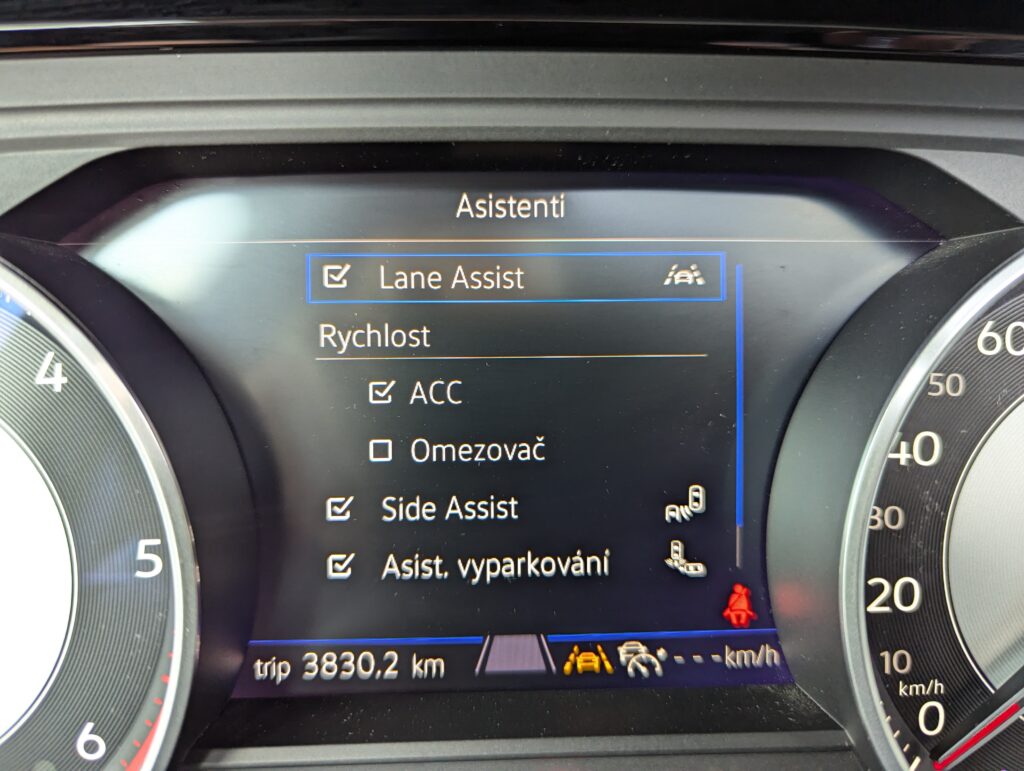 Asistenti
Lane Assist
Rychlost
ACC
Omezovač
Side Assist
Asist. vyparkování
trip 3830,2 km
- - - km/h
4
5
6
60
50
40
30
20
10
km/h
0